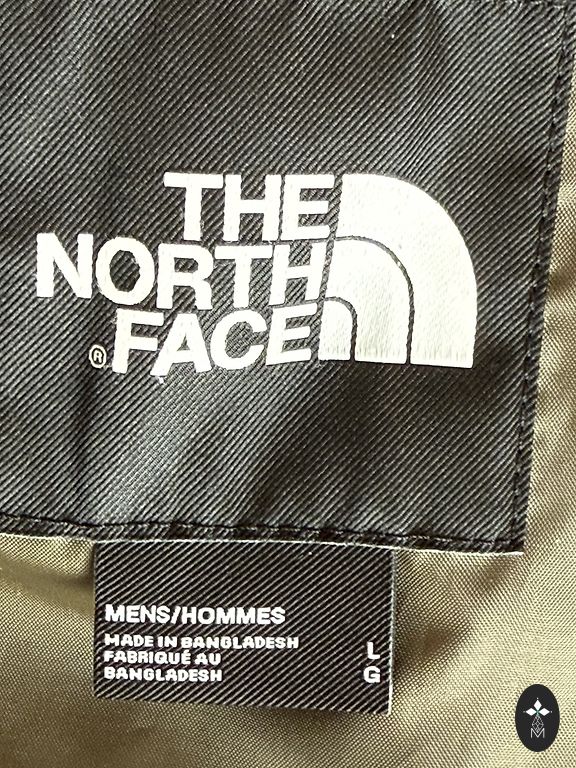 THE
NORTH
FACE
®
MENS/HOMMES
MADE IN BANGLADESH
FABRIQUÉ AU
BANGLADESH
L
G
M